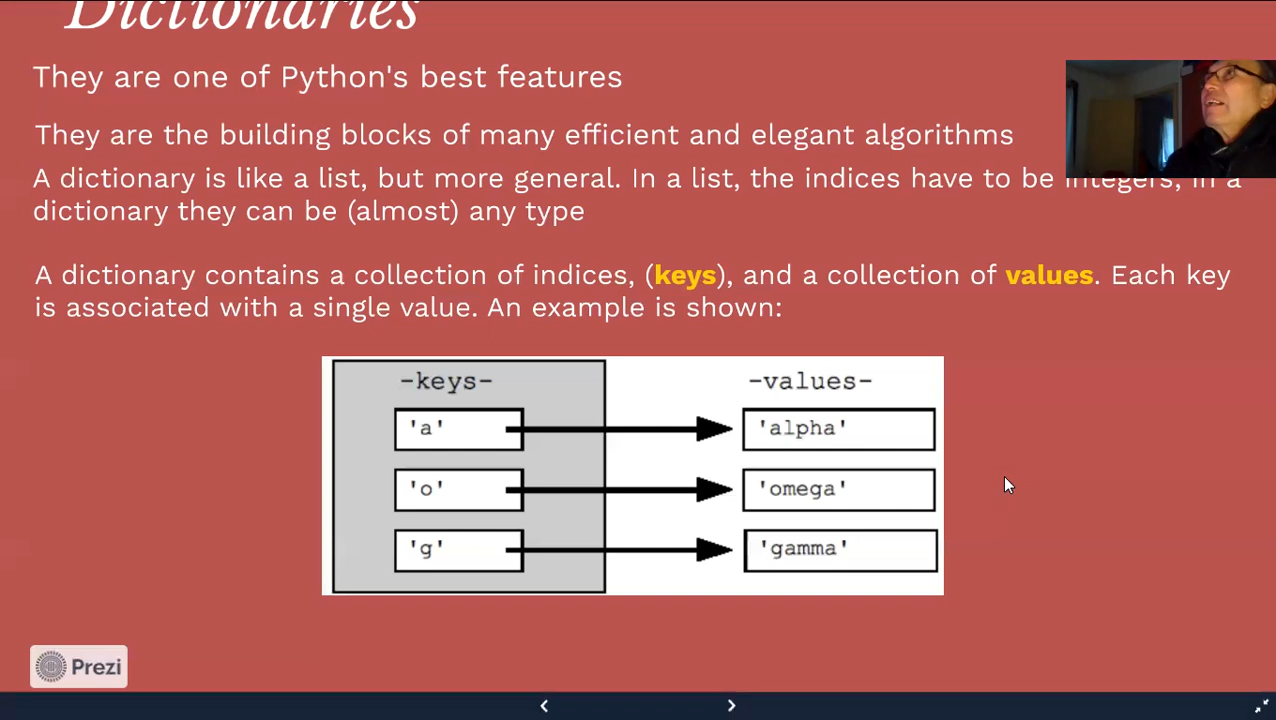 Dictionaries
They are one of Python's best features
They are the building blocks of many efficient and elegant algorithms
A dictionary is like a list, but more general. In a list, the indices have to be integers, in a
dictionary they can be (almost) any type
A dictionary contains a collection of indices, (keys), and a collection of values. Each key
is associated with a single value. An example is shown:
-keys- -values-
'a' 'alpha'
'o' 'omega'
'g' 'gamma'
Prezi